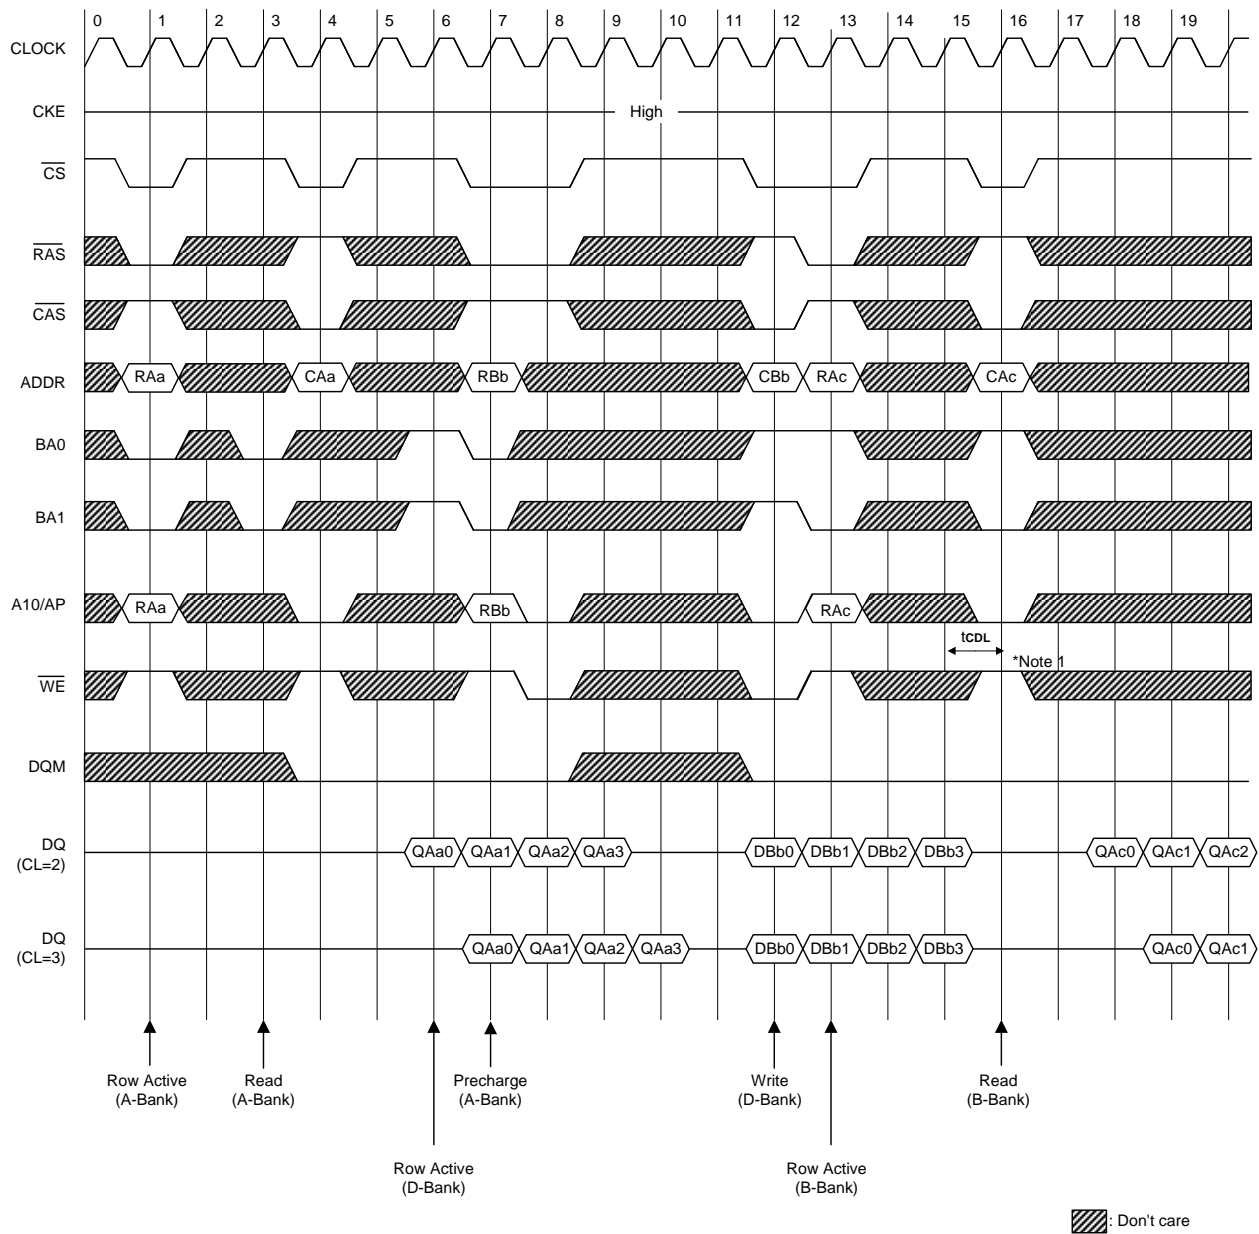 0 1 2 3 4 5 6 7 8 9 10 11 12 13 14 15 16 17 18 19
CLOCK
CKE High
CS
RAS
CAS
ADDR RAa CAa RBb CBb RAc CAc
BA0
BA1
A10/AP RAa RBb RAc
tCDL
*Note 1
WE
DQM
DQ
(CL=2) QAa0 QAa1 QAa2 QAa3 DBb0 DBb1 DBb2 DBb3 QAc0 QAc1 QAc2
DQ
(CL=3) QAa0 QAa1 QAa2 QAa3 DBb0 DBb1 DBb2 DBb3 QAc0 QAc1
Row Active
(A-Bank)
Read
(A-Bank)
Precharge
(A-Bank)
Write
(D-Bank)
Read
(B-Bank)
Row Active
(D-Bank)
Row Active
(B-Bank)
: Don't care